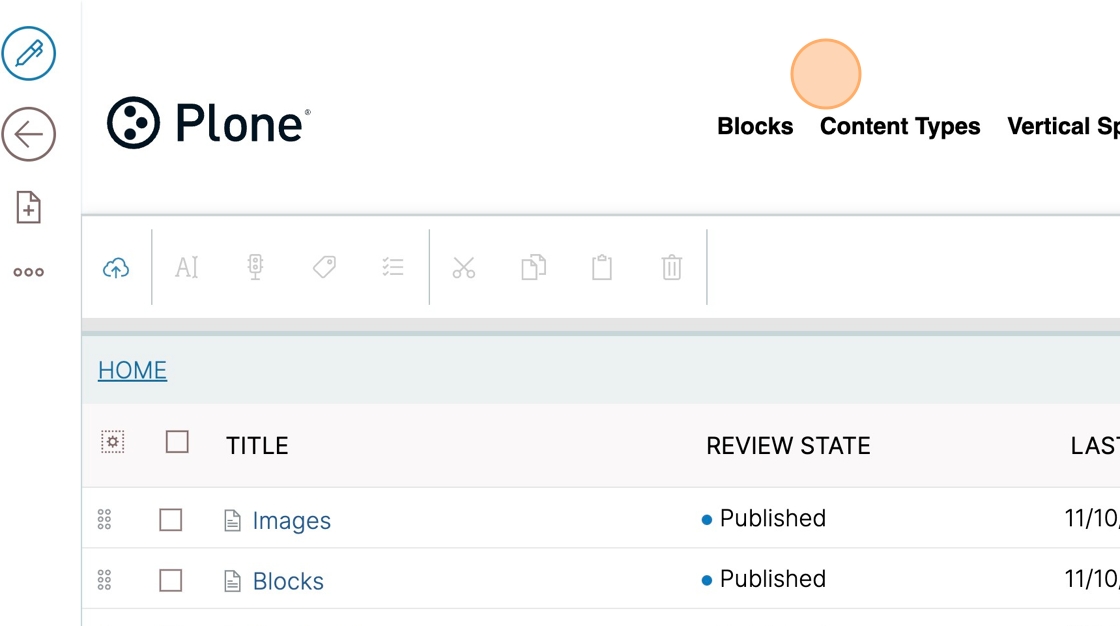 Plone®
Blocks Content Types Vertical Sp
HOME
TITLE REVIEW STATE LAST
Images Published 11/10,
Blocks Published 11/10,